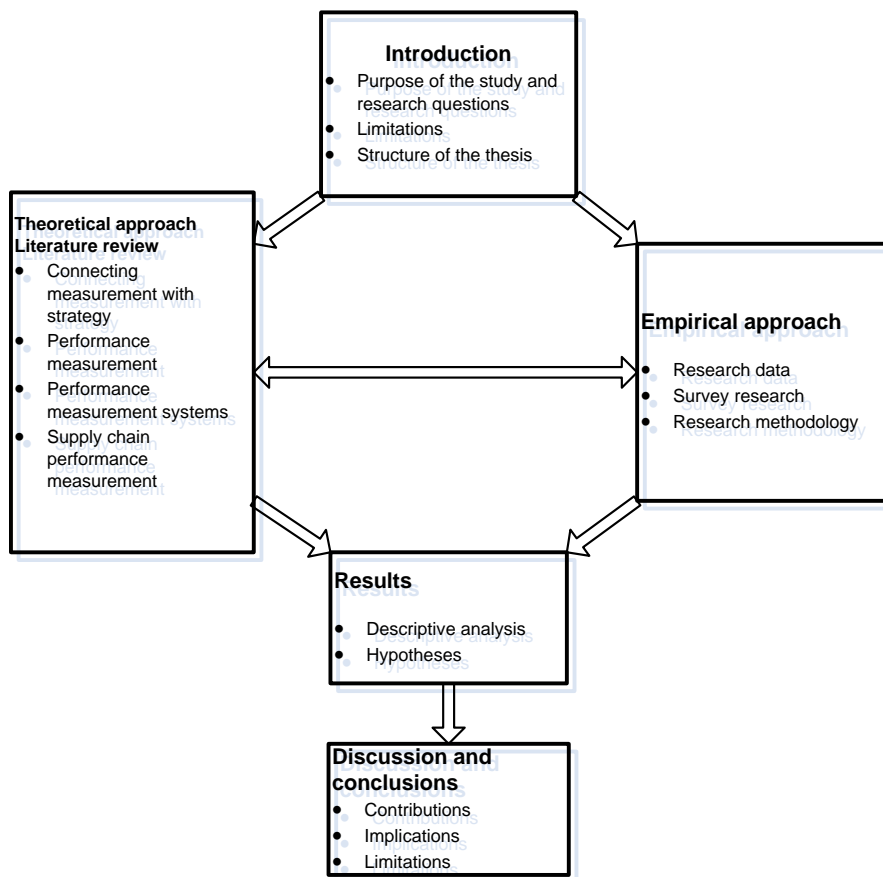 Introduction
• Purpose of the study and
research questions
• Limitations
• Structure of the thesis
Theoretical approach
Literature review
• Connecting
measurement with
strategy
• Performance
measurement
• Performance
measurement systems
• Supply chain
performance
measurement
Empirical approach
• Research data
• Survey research
• Research methodology
Results
• Descriptive analysis
• Hypotheses
Discussion and
conclusions
• Contributions
• Implications
• Limitations